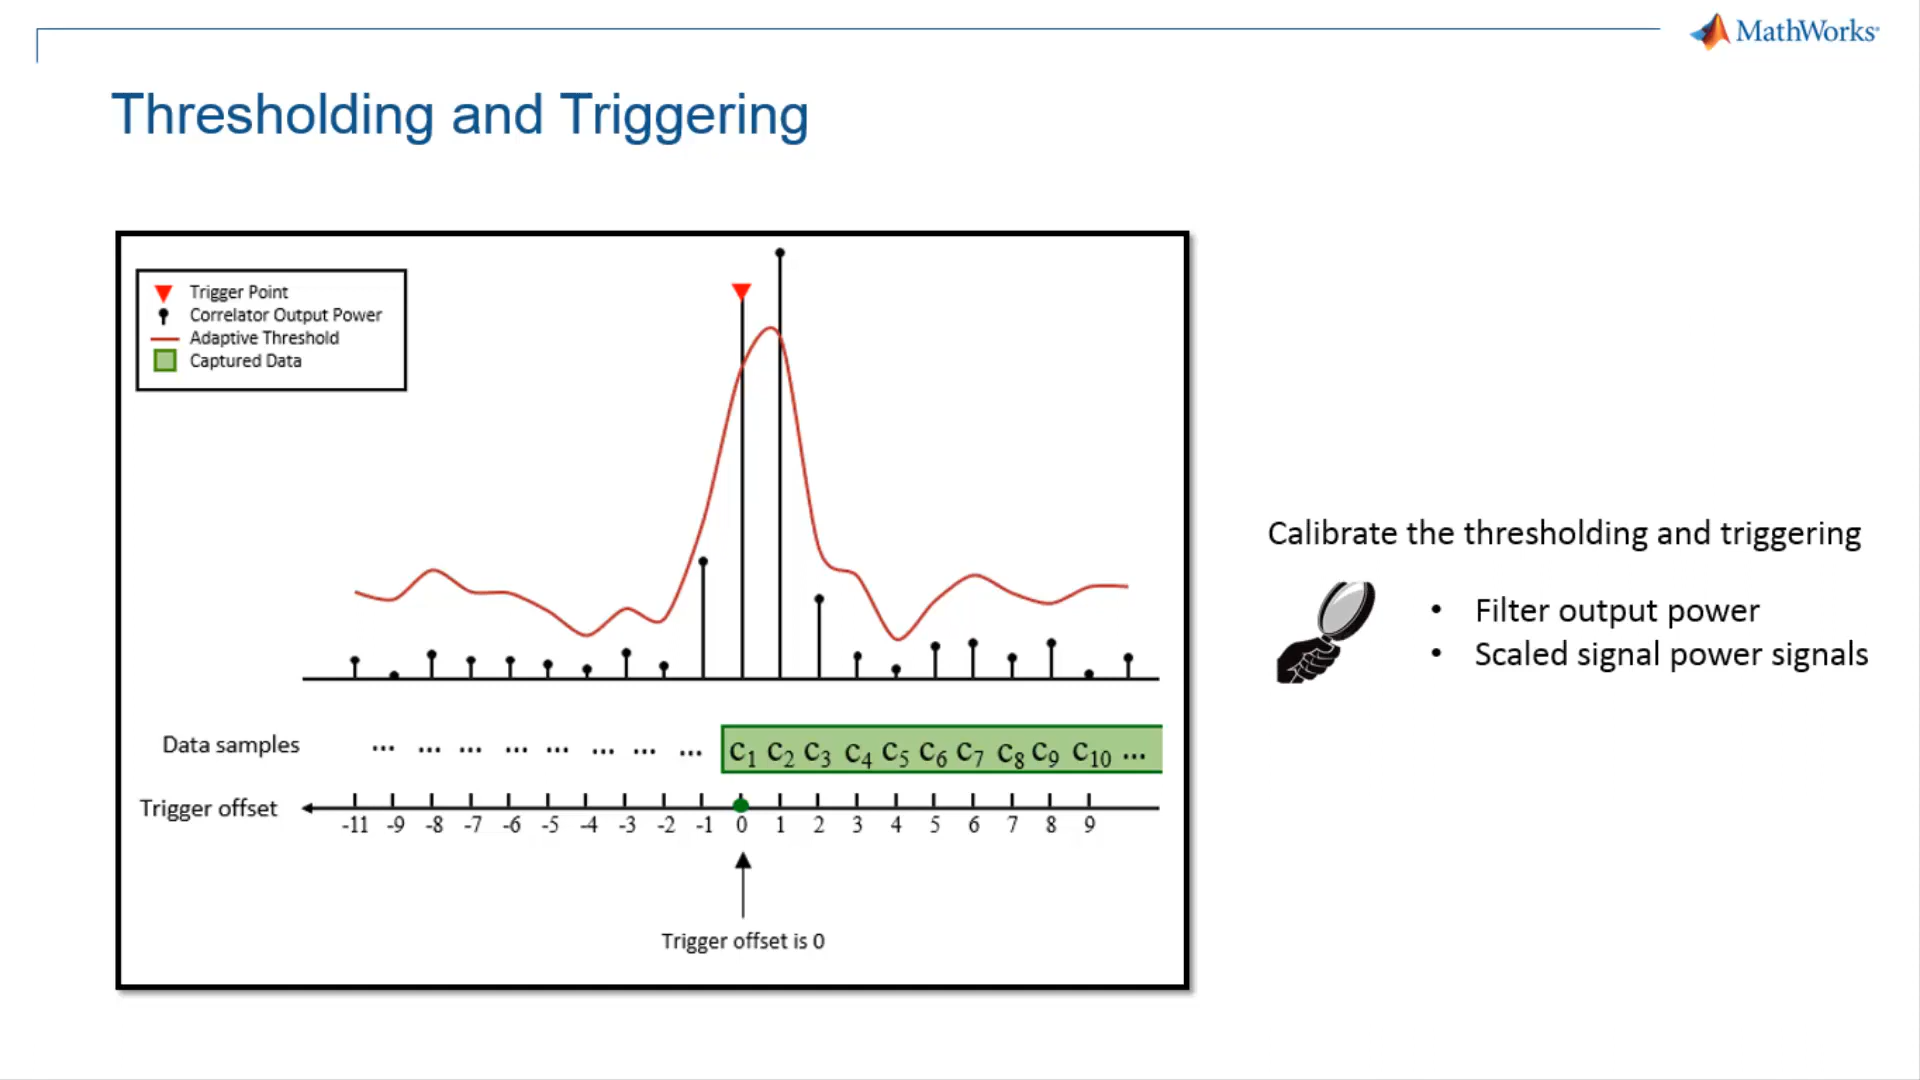 MathWorks
Thresholding and Triggering
Trigger Point
Correlator Output Power
Adaptive Threshold
Captured Data
Calibrate the thresholding and triggering
• Filter output power
• Scaled signal power signals
Data samples ... ... ... ... ... ... ... ... c₁ c₂ c₃ c₄ c₅ c₆ c₇ c₈ c₉ c₁₀ ...
Trigger offset
-11 -9 -8 -7 -6 -5 -4 -3 -2 -1 0 1 2 3 4 5 6 7 8 9
Trigger offset is 0